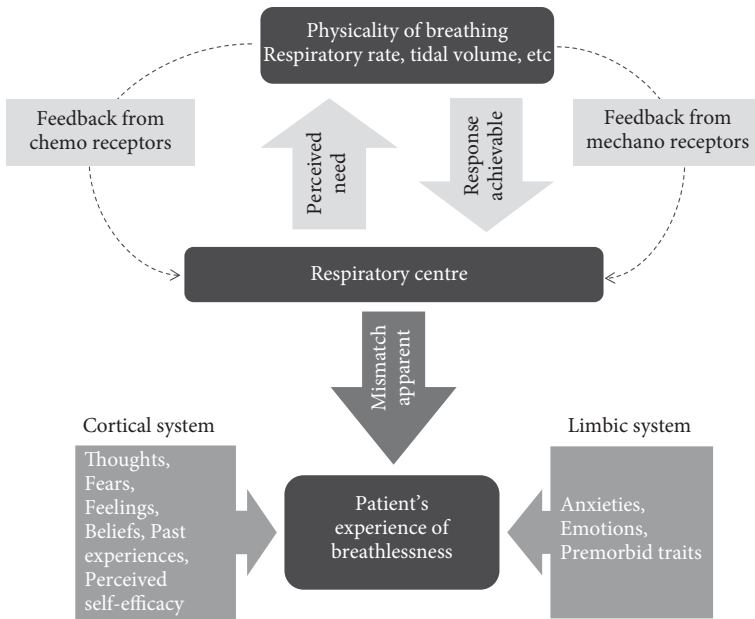 Physicality of breathing
Respiratory rate, tidal volume, etc
Feedback from
chemo receptors
Perceived
need
Response
achievable
Feedback from
mechano receptors
Respiratory centre
Mismatch
apparent
Cortical system
Thoughts,
Fears,
Feelings,
Beliefs, Past
experiences,
Perceived
self-efficacy
Patient's
experience of
breathlessness
Limbic system
Anxieties,
Emotions,
Premorbid traits